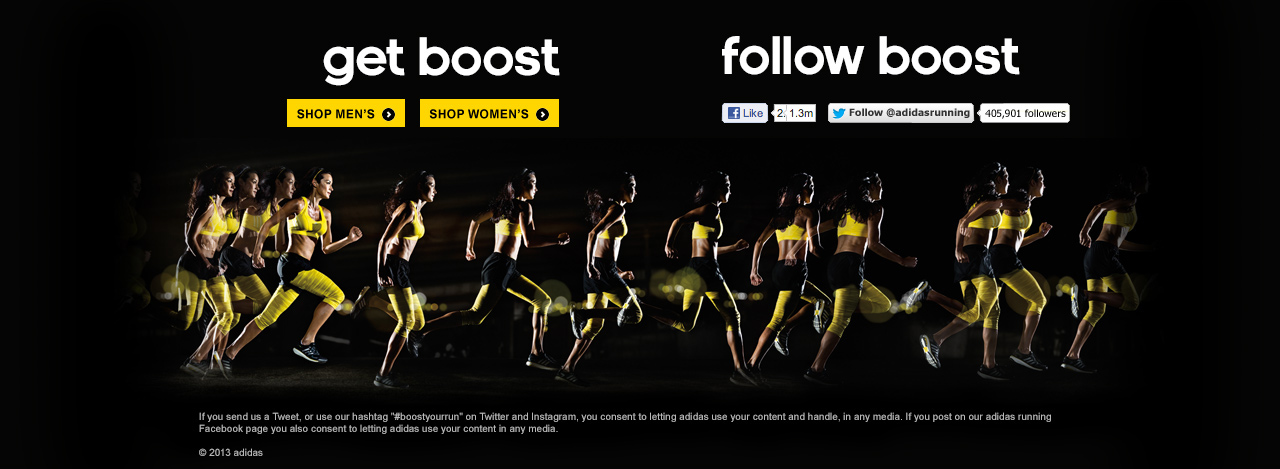 get boost
follow boost
SHOP MEN'S
SHOP WOMEN'S
Like
2.
1.3m
Follow @adidasrunning
405,901 followers
If you send us a Tweet, or use our hashtag "#boostyourrun" on Twitter and Instagram, you consent to letting adidas use your content and handle, in any media. If you post on our adidas running
Facebook page you also consent to letting adidas use your content in any media.
© 2013 adidas